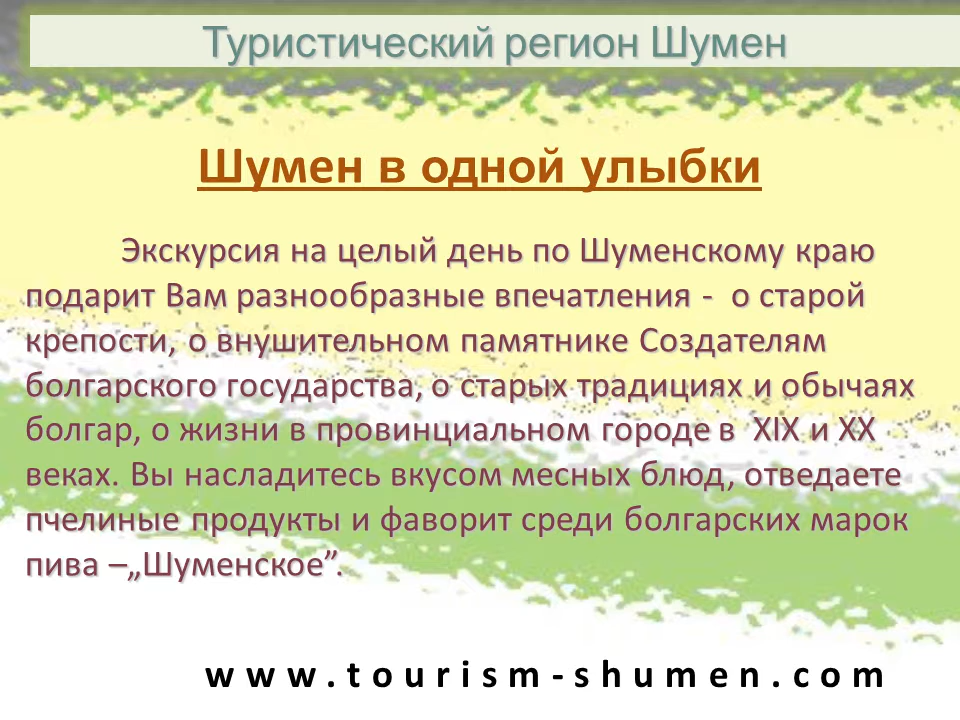 Туристический регион Шумен
Шумен в одной улыбки
Экскурсия на целый день по Шуменскому краю
подарит Вам разнообразные впечатления - о старой
крепости, о внушительном памятнике Создателям
болгарского государства, о старых традициях и обычаях
болгар, о жизни в провинциальном городе в XIX и XX
веках. Вы насладитесь вкусом месных блюд, отведаете
пчелиные продукты и фаворит среди болгарских марок
пива –„Шуменское”.
www.tourism-shumen.com